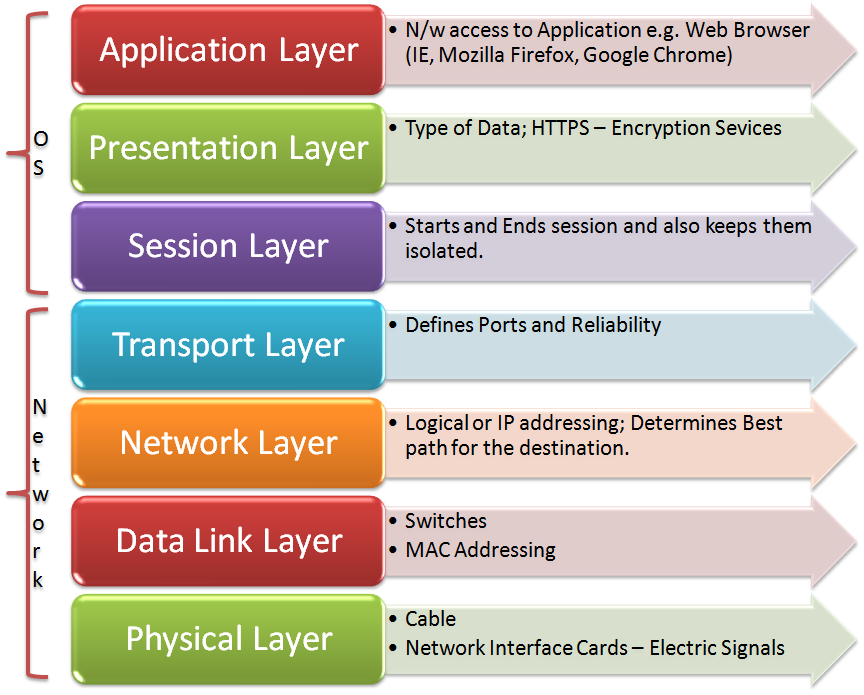 OS
Application Layer
• N/w access to Application e.g. Web Browser
(IE, Mozilla Firefox, Google Chrome)
Presentation Layer
• Type of Data; HTTPS – Encryption Sevices
Session Layer
• Starts and Ends session and also keeps them
isolated.
Network
Transport Layer
• Defines Ports and Reliability
Network Layer
• Logical or IP addressing; Determines Best
path for the destination.
Data Link Layer
• Switches
• MAC Addressing
Physical Layer
• Cable
• Network Interface Cards – Electric Signals